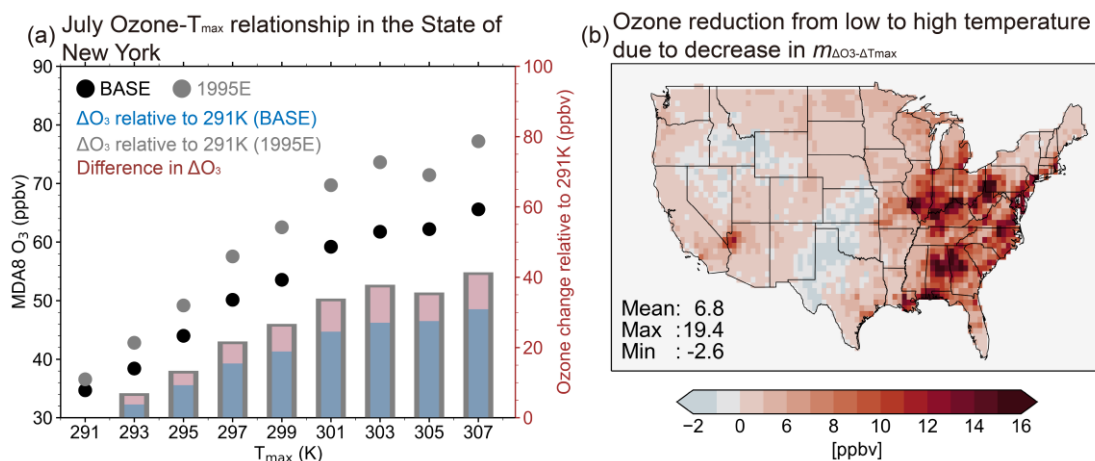 (a) July Ozone-Tmax relationship in the State of
New York
BASE 1995E
ΔO3 relative to 291K (BASE)
ΔO3 relative to 291K (1995E)
Difference in ΔO3
MDA8 O3 (ppbv)
90
80
70
60
50
40
30
291 293 295 297 299 301 303 305 307
Tmax (K)
100
80
60
40
20
0
Ozone change relative to 291K (ppbv)
(b) Ozone reduction from low to high temperature
due to decrease in mΔO3-ΔTmax
Mean: 6.8
Max :19.4
Min : -2.6
−2 0 6 8 10 12 14 16
[ppbv]